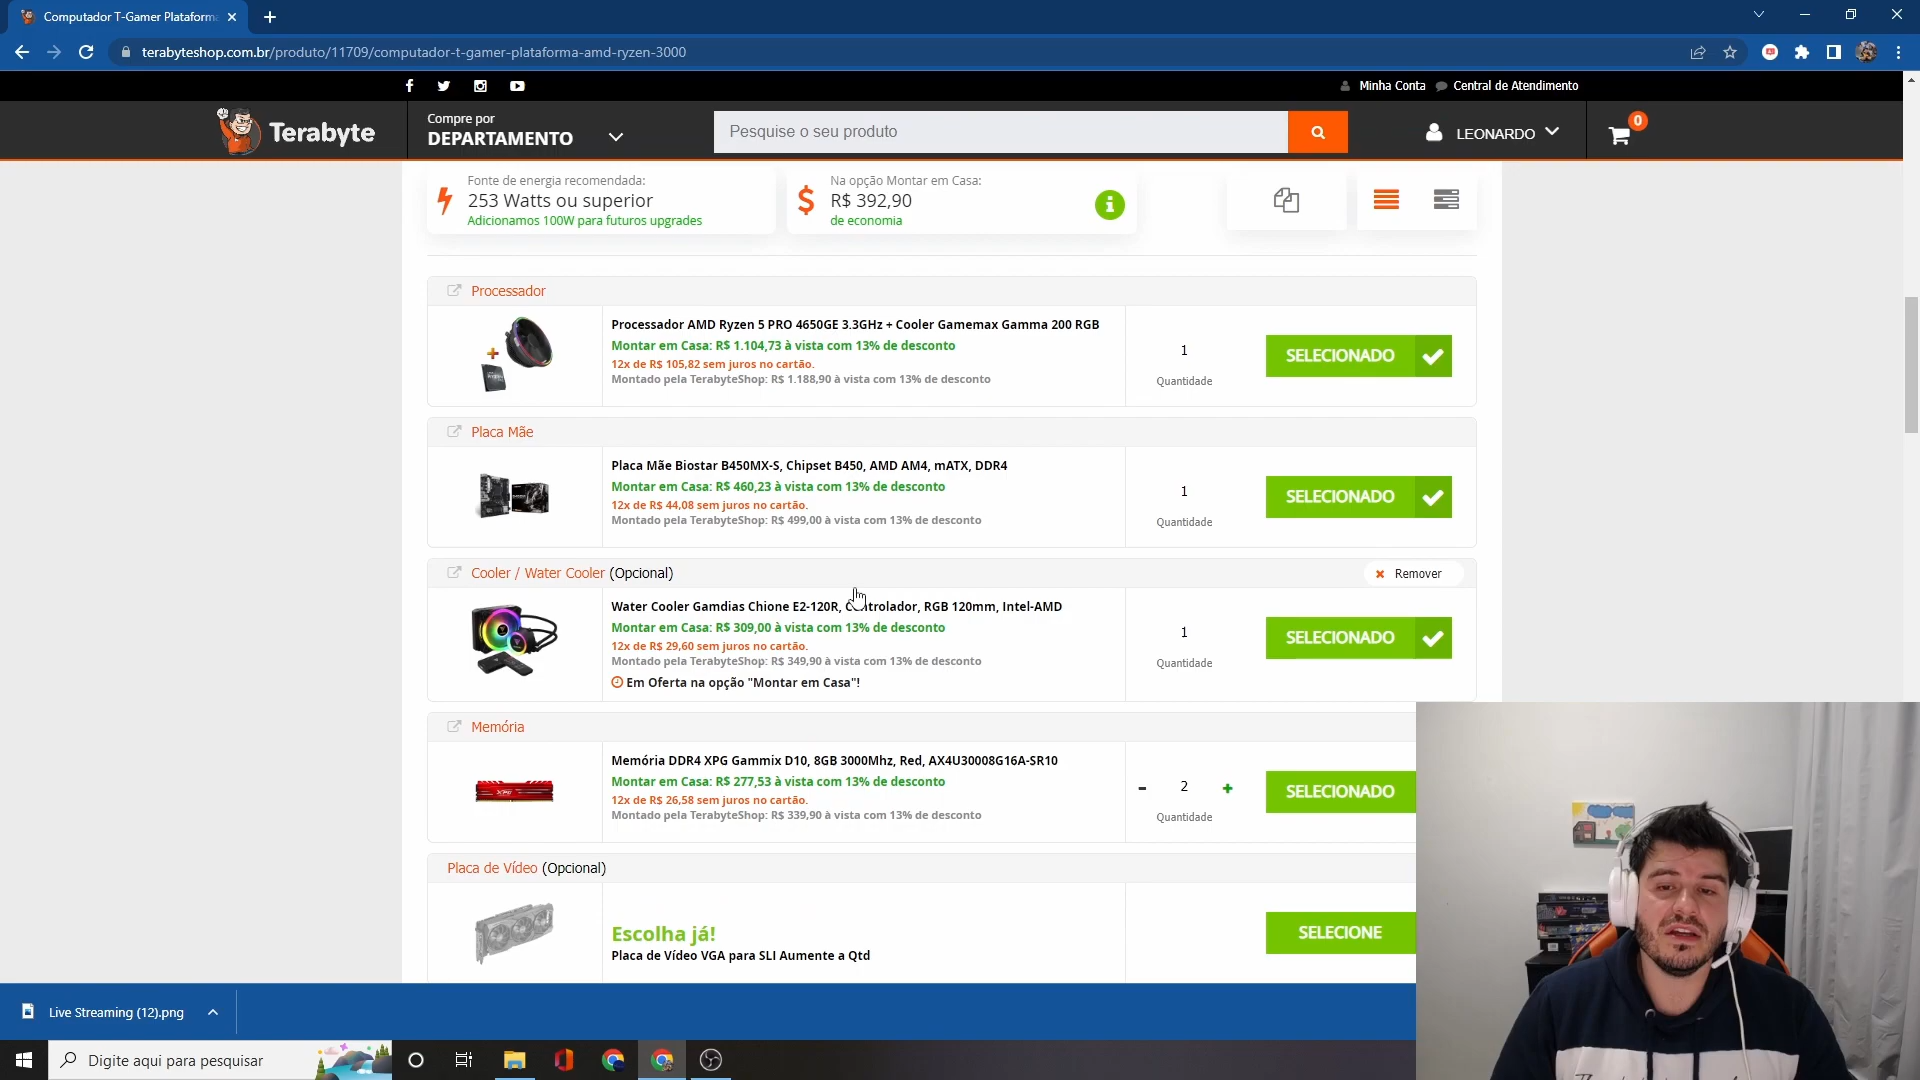 Computador T-Gamer Plataforma
terabyteshop.com.br/produto/11709/computador-t-gamer-plataforma-amd-ryzen-3000
Minha Conta
Central de Atendimento
Terabyte
Compre por
DEPARTAMENTO
Pesquise o seu produto
LEONARDO
0
Fonte de energia recomendada:
253 Watts ou superior
Adicionamos 100W para futuros upgrades
Na opção Montar em Casa:
R$ 392,90
de economia
Processador
Processador AMD Ryzen 5 PRO 4650GE 3.3GHz + Cooler Gamemax Gamma 200 RGB
Montar em Casa: R$ 1.104,73 à vista com 13% de desconto
12x de R$ 105,82 sem juros no cartão.
Montado pela TerabyteShop: R$ 1.188,90 à vista com 13% de desconto
1
Quantidade
SELECIONADO
Placa Mãe
Placa Mãe Biostar B450MX-S, Chipset B450, AMD AM4, mATX, DDR4
Montar em Casa: R$ 460,23 à vista com 13% de desconto
12x de R$ 44,08 sem juros no cartão.
Montado pela TerabyteShop: R$ 499,00 à vista com 13% de desconto
1
Quantidade
SELECIONADO
Cooler / Water Cooler (Opcional)
Remover
Water Cooler Gamdias Chione E2-120R, Controlador, RGB 120mm, Intel-AMD
Montar em Casa: R$ 309,00 à vista com 13% de desconto
12x de R$ 29,60 sem juros no cartão.
Montado pela TerabyteShop: R$ 349,90 à vista com 13% de desconto
Em Oferta na opção "Montar em Casa"!
1
Quantidade
SELECIONADO
Memória
Memória DDR4 XPG Gammix D10, 8GB 3000Mhz, Red, AX4U30008G16A-SR10
Montar em Casa: R$ 277,53 à vista com 13% de desconto
12x de R$ 26,58 sem juros no cartão.
Montado pela TerabyteShop: R$ 339,90 à vista com 13% de desconto
- 2 +
Quantidade
SELECIONADO
Placa de Vídeo (Opcional)
Escolha já!
Placa de Vídeo VGA para SLI Aumente a Qtd
SELECIONE
Live Streaming (12).png
Digite aqui para pesquisar